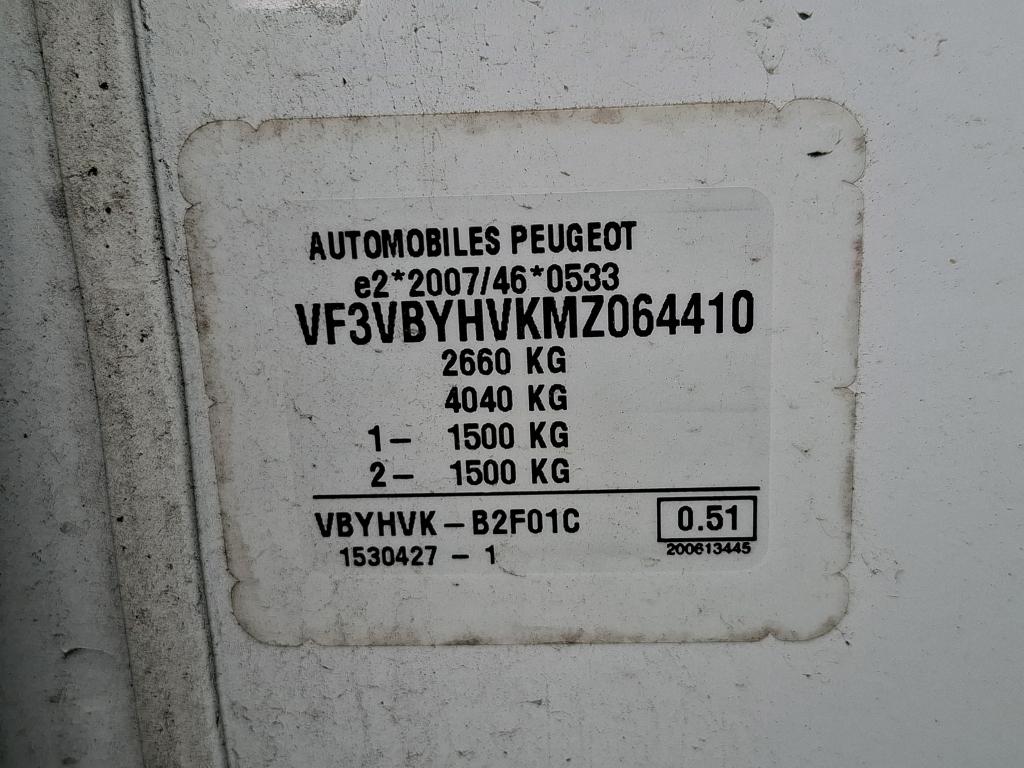 AUTOMOBILES PEUGEOT
e2*2007/46*0533
VF3VBYHVKMZ064410
2660 KG
4040 KG
1- 1500 KG
2- 1500 KG
VBYHVK-B2F01C 0.51
1530427 - 1 200613445